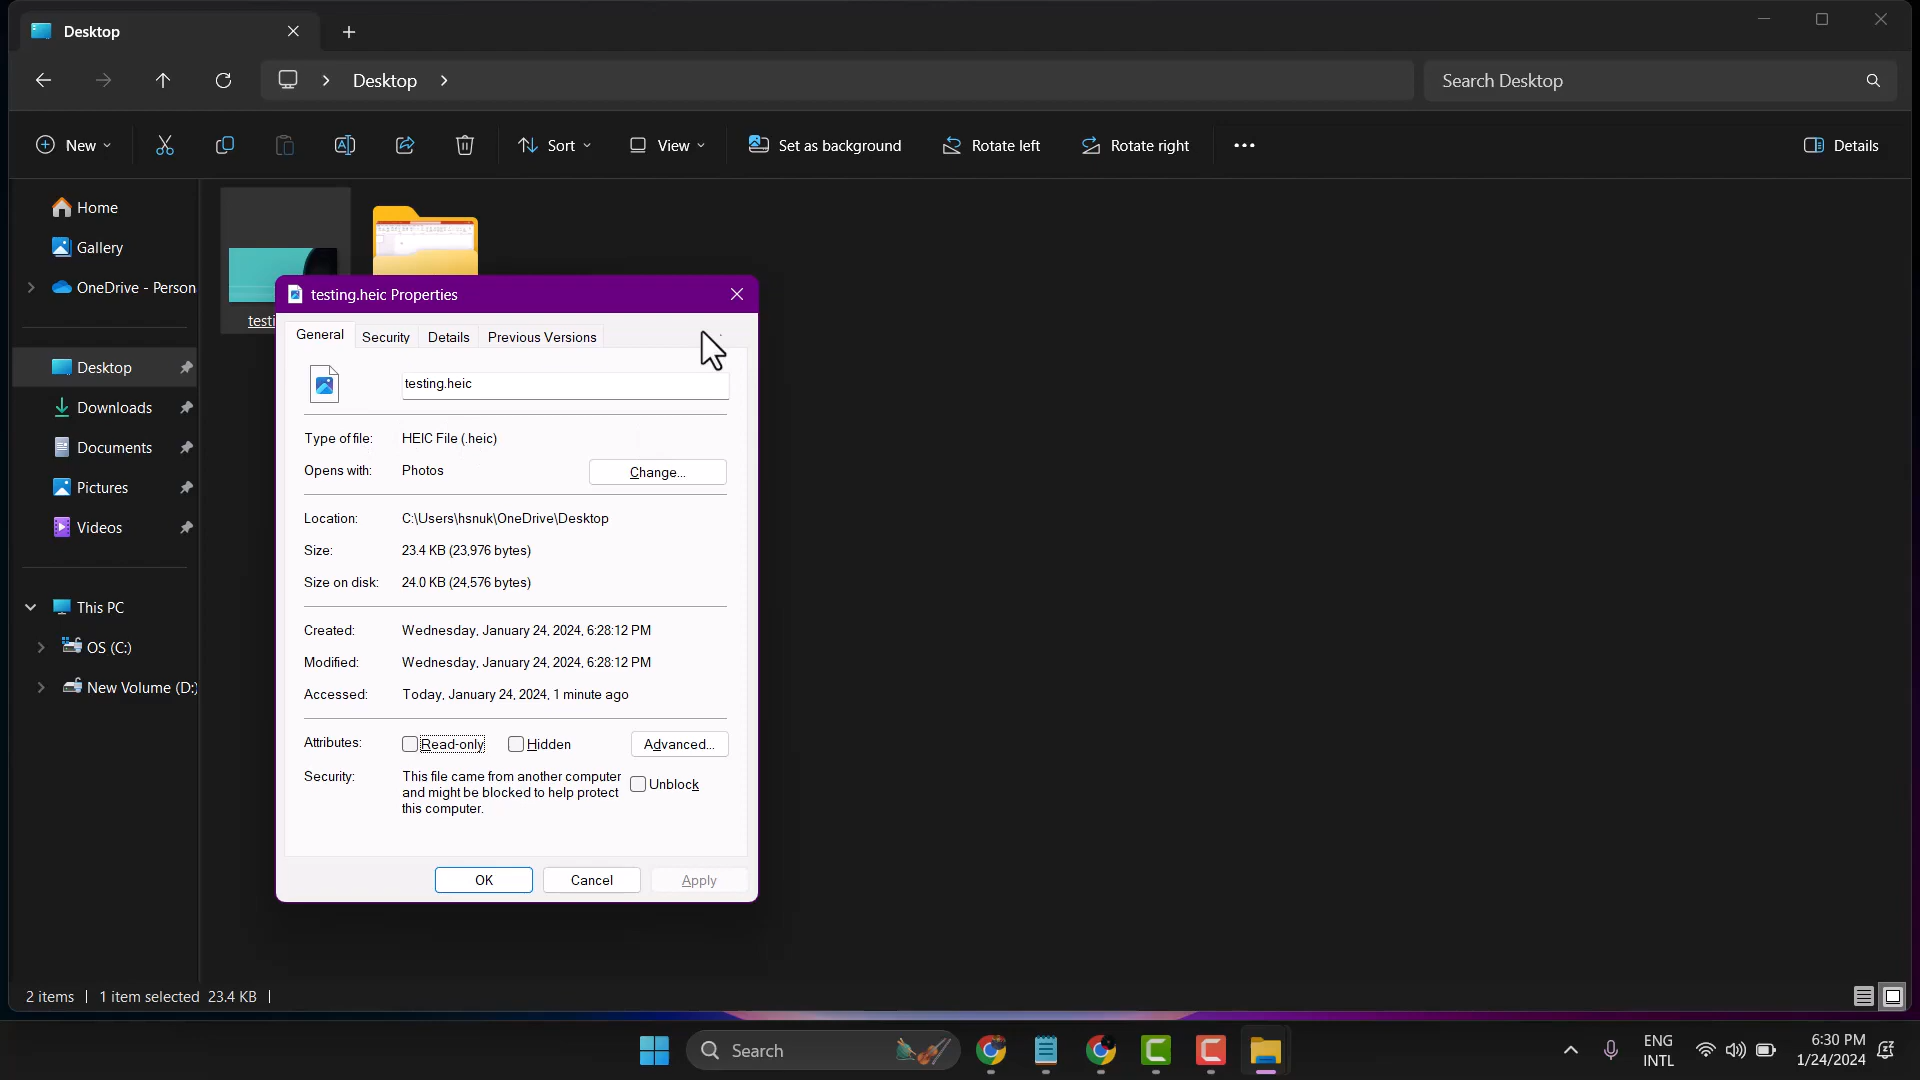 Desktop
Desktop
Search Desktop
New
Sort
View
Set as background
Rotate left
Rotate right
Details
Home
Gallery
OneDrive - Person
Desktop
Downloads
Documents
Pictures
Videos
This PC
OS (C:)
New Volume (D:)
testi
testing.heic Properties
General
Security
Details
Previous Versions
testing.heic
Type of file: HEIC File (.heic)
Opens with: Photos
Change...
Location: C:\Users\hsnuk\OneDrive\Desktop
Size: 23.4 KB (23,976 bytes)
Size on disk: 24.0 KB (24,576 bytes)
Created: Wednesday, January 24, 2024, 6:28:12 PM
Modified: Wednesday, January 24, 2024, 6:28:12 PM
Accessed: Today, January 24, 2024, 1 minute ago
Attributes: Read-only Hidden Advanced...
Security: This file came from another computer
and might be blocked to help protect
this computer.
Unblock
OK
Cancel
Apply
2 items
1 item selected 23.4 KB
Search
ENG
INTL
6:30 PM
1/24/2024